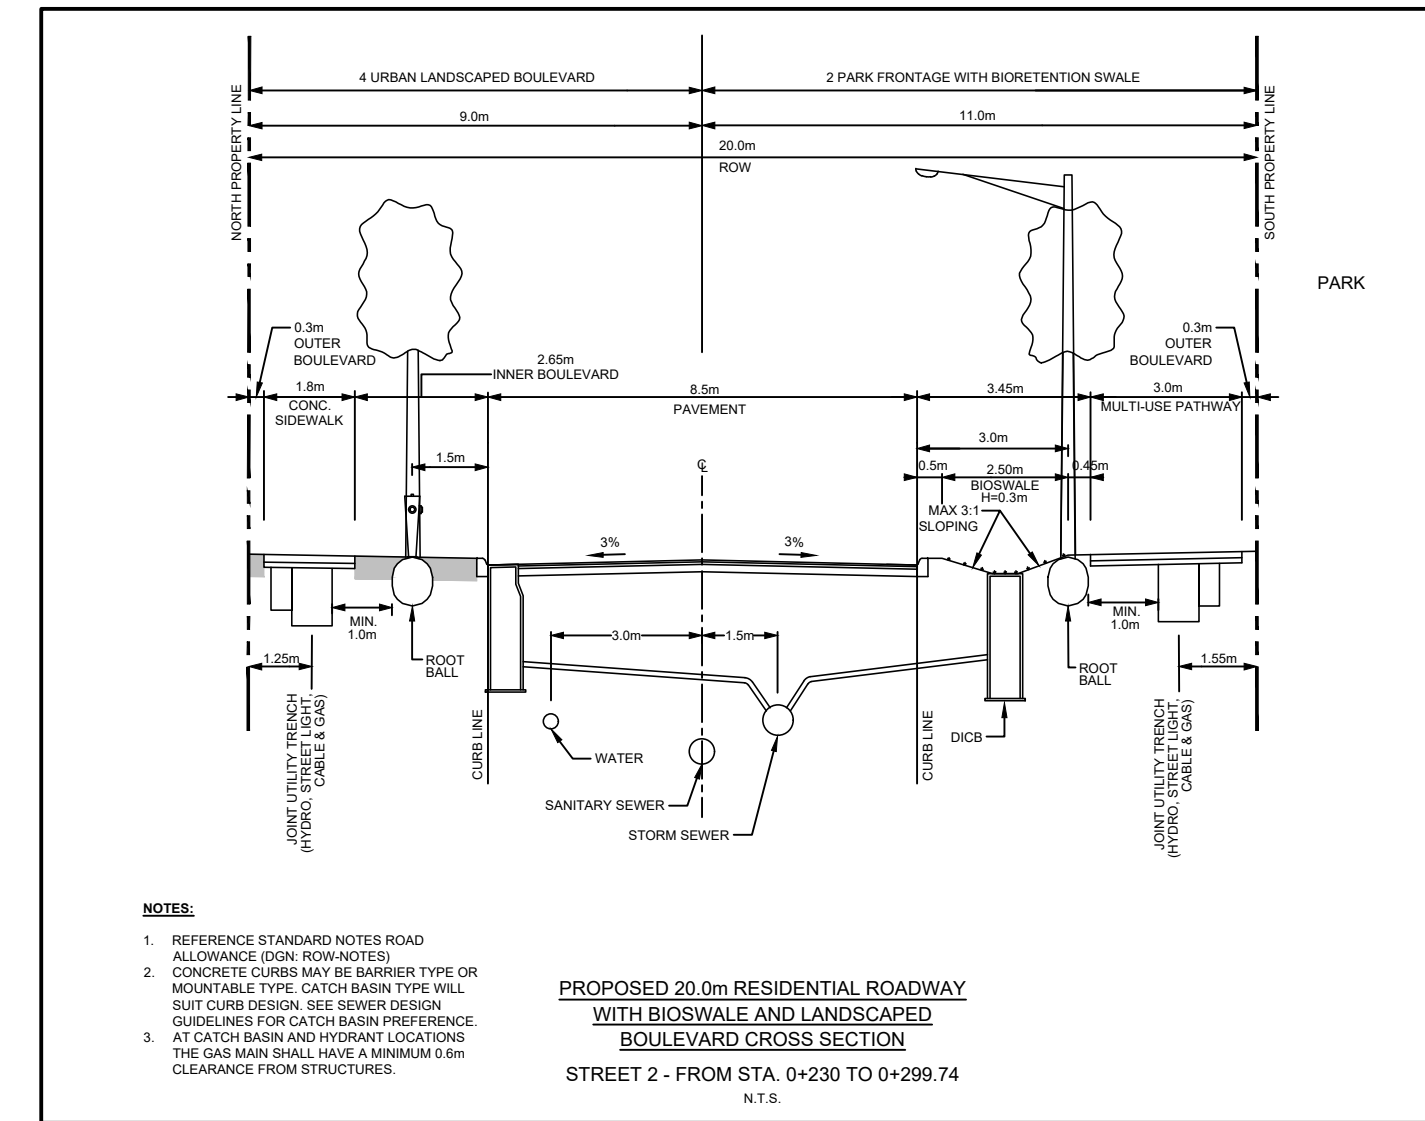 4 URBAN LANDSCAPED BOULEVARD
2 PARK FRONTAGE WITH BIORETENTION SWALE
9.0m
11.0m
20.0m
ROW
NORTH PROPERTY LINE
SOUTH PROPERTY LINE
PARK
0.3m
OUTER
BOULEVARD
2.65m
INNER BOULEVARD
0.3m
OUTER
BOULEVARD
1.8m
CONC.
SIDEWALK
8.5m
PAVEMENT
3.45m
3.0m
MULTI-USE PATHWAY
1.5m
℄
3.0m
0.5m
2.50m
0.45m
BIOSWALE
H=0.3m
MAX 3:1
SLOPING
3%
3%
MIN.
1.0m
3.0m
1.5m
MIN.
1.0m
1.25m
ROOT
BALL
ROOT
BALL
1.55m
JOINT UTILITY TRENCH
(HYDRO, STREET LIGHT,
CABLE & GAS)
CURB LINE
WATER
SANITARY SEWER
STORM SEWER
CURB LINE
DICB
JOINT UTILITY TRENCH
(HYDRO, STREET LIGHT,
CABLE & GAS)
NOTES:
1. REFERENCE STANDARD NOTES ROAD
ALLOWANCE (DGN: ROW-NOTES)
2. CONCRETE CURBS MAY BE BARRIER TYPE OR
MOUNTABLE TYPE. CATCH BASIN TYPE WILL
SUIT CURB DESIGN. SEE SEWER DESIGN
GUIDELINES FOR CATCH BASIN PREFERENCE.
3. AT CATCH BASIN AND HYDRANT LOCATIONS
THE GAS MAIN SHALL HAVE A MINIMUM 0.6m
CLEARANCE FROM STRUCTURES.
PROPOSED 20.0m RESIDENTIAL ROADWAY
WITH BIOSWALE AND LANDSCAPED
BOULEVARD CROSS SECTION
STREET 2 - FROM STA. 0+230 TO 0+299.74
N.T.S.